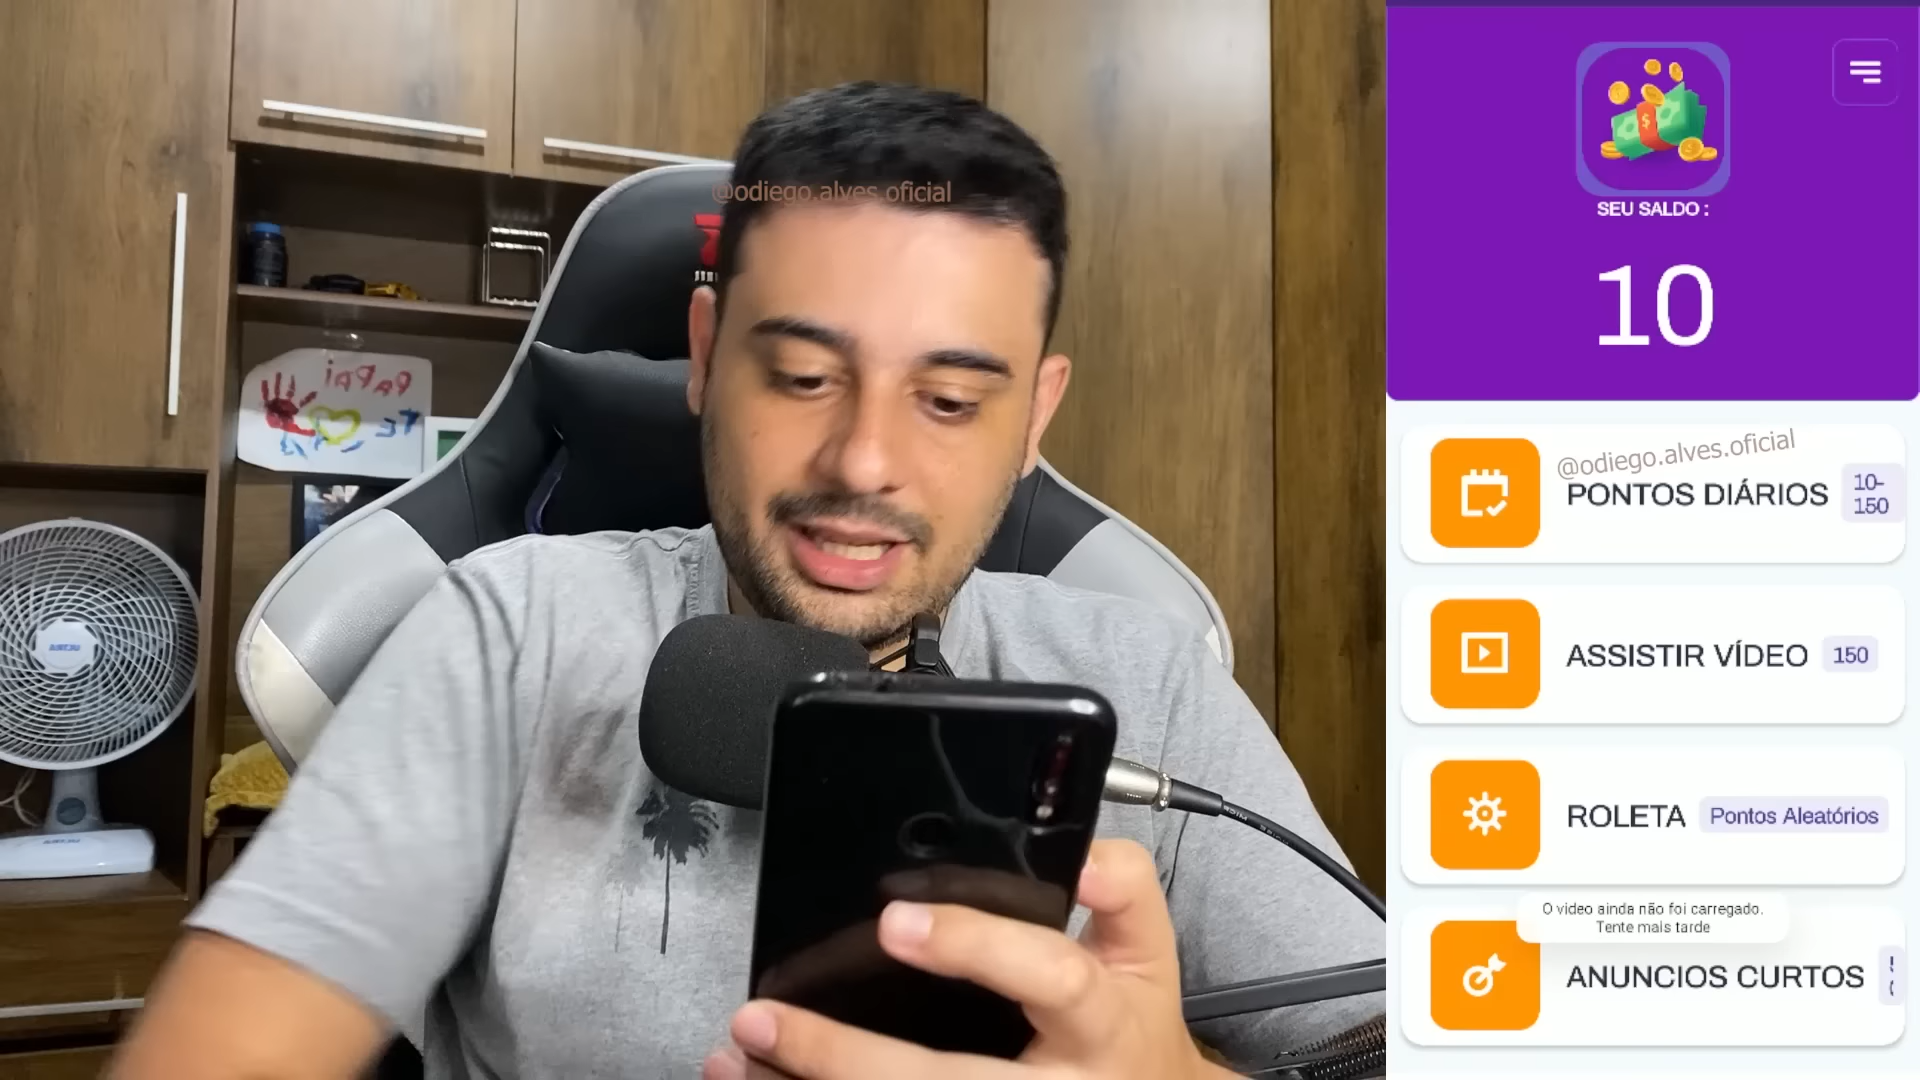 @odiego.alves.oficial
SEU SALDO :
10
@odiego.alves.oficial
PONTOS DIÁRIOS
10-
150
ASSISTIR VÍDEO
150
ROLETA
Pontos Aleatórios
O video ainda não foi carregado.
Tente mais tarde
ANUNCIOS CURTOS